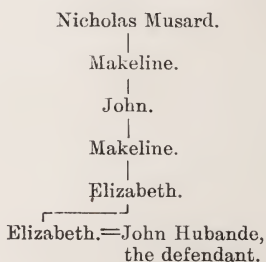 Nicholas Musard.
Makeline.
John.
Makeline.
Elizabeth.
Elizabeth.=John Hubande,
the defendant.